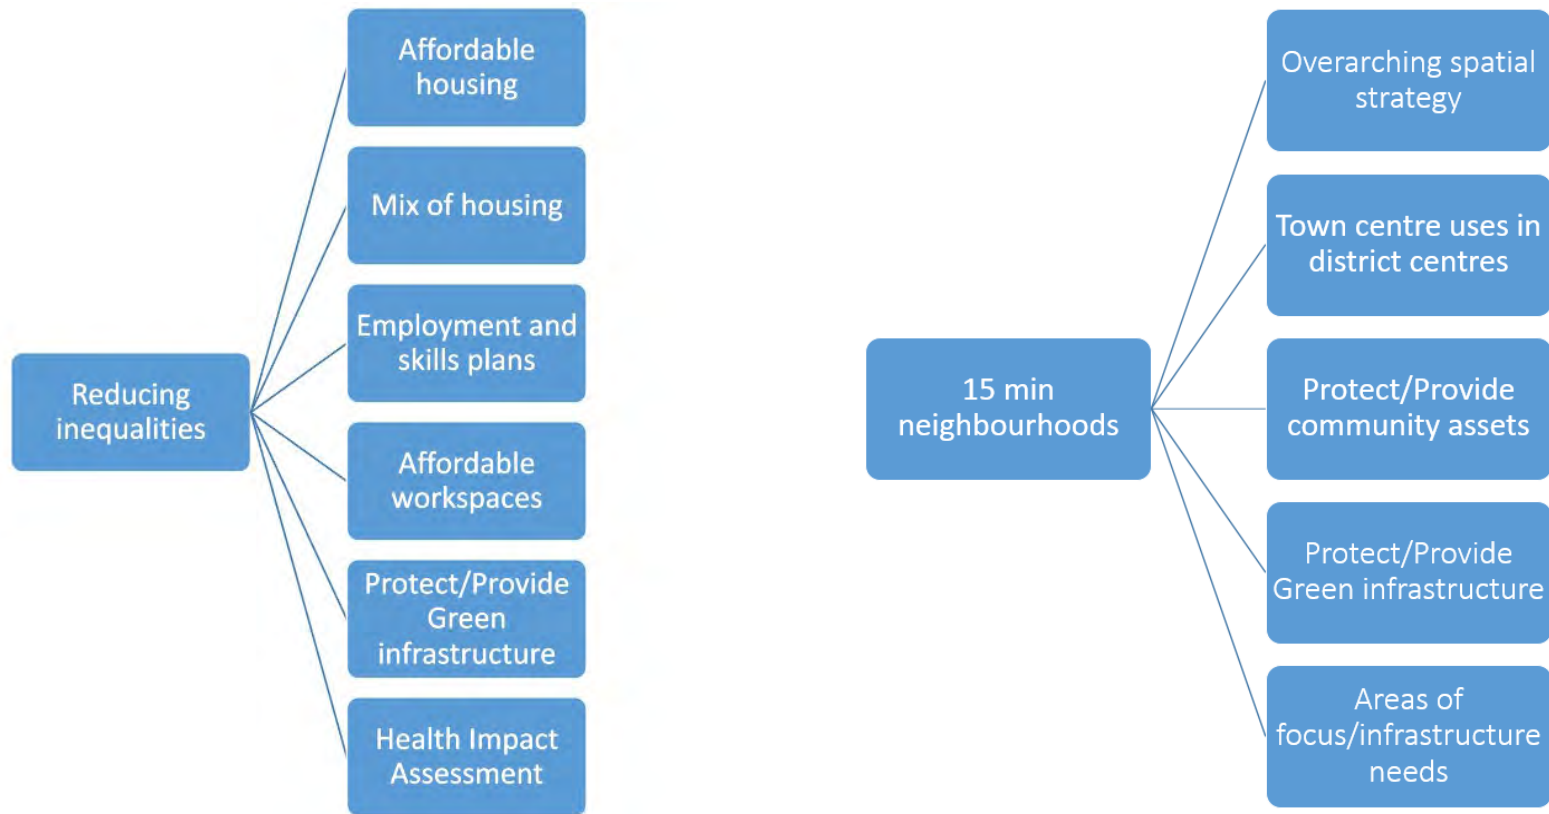 Reducing
inequalities
Affordable
housing
Mix of housing
Employment and
skills plans
Affordable
workspaces
Protect/Provide
Green
infrastructure
Health Impact
Assessment
15 min
neighbourhoods
Overarching spatial
strategy
Town centre uses in
district centres
Protect/Provide
community assets
Protect/Provide
Green infrastructure
Areas of
focus/infrastructure
needs